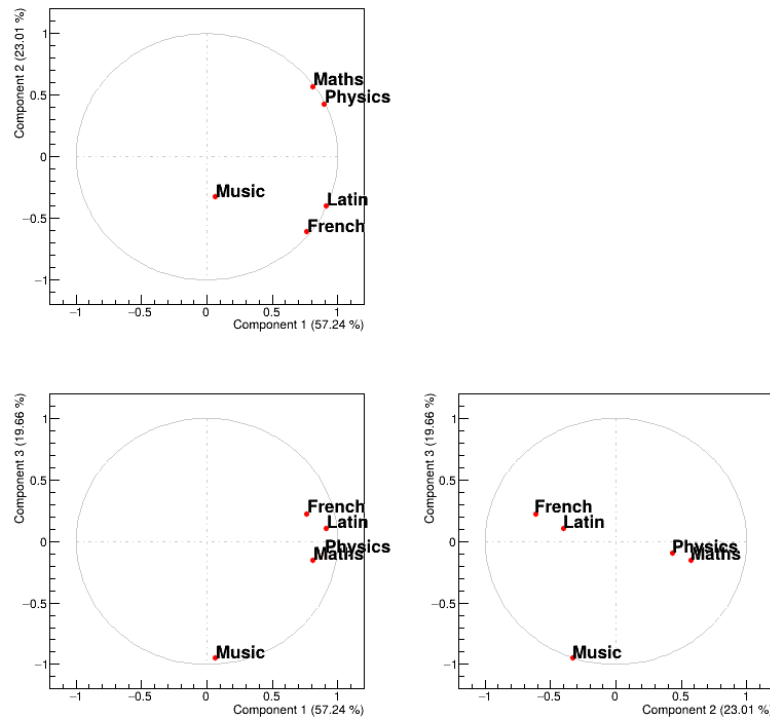 Component 2 (23.01 %)
1
0.5
0
−0.5
−1
Maths
Physics
Music
Latin
French
−1 −0.5 0 0.5 1
Component 1 (57.24 %)
Component 3 (19.66 %)
1
0.5
0
−0.5
−1
French
Latin
Physics
Maths
Music
−1 −0.5 0 0.5 1
Component 1 (57.24 %)
Component 3 (19.66 %)
1
0.5
0
−0.5
−1
French
Latin
Physics
Maths
Music
−1 −0.5 0 0.5 1
Component 2 (23.01 %)